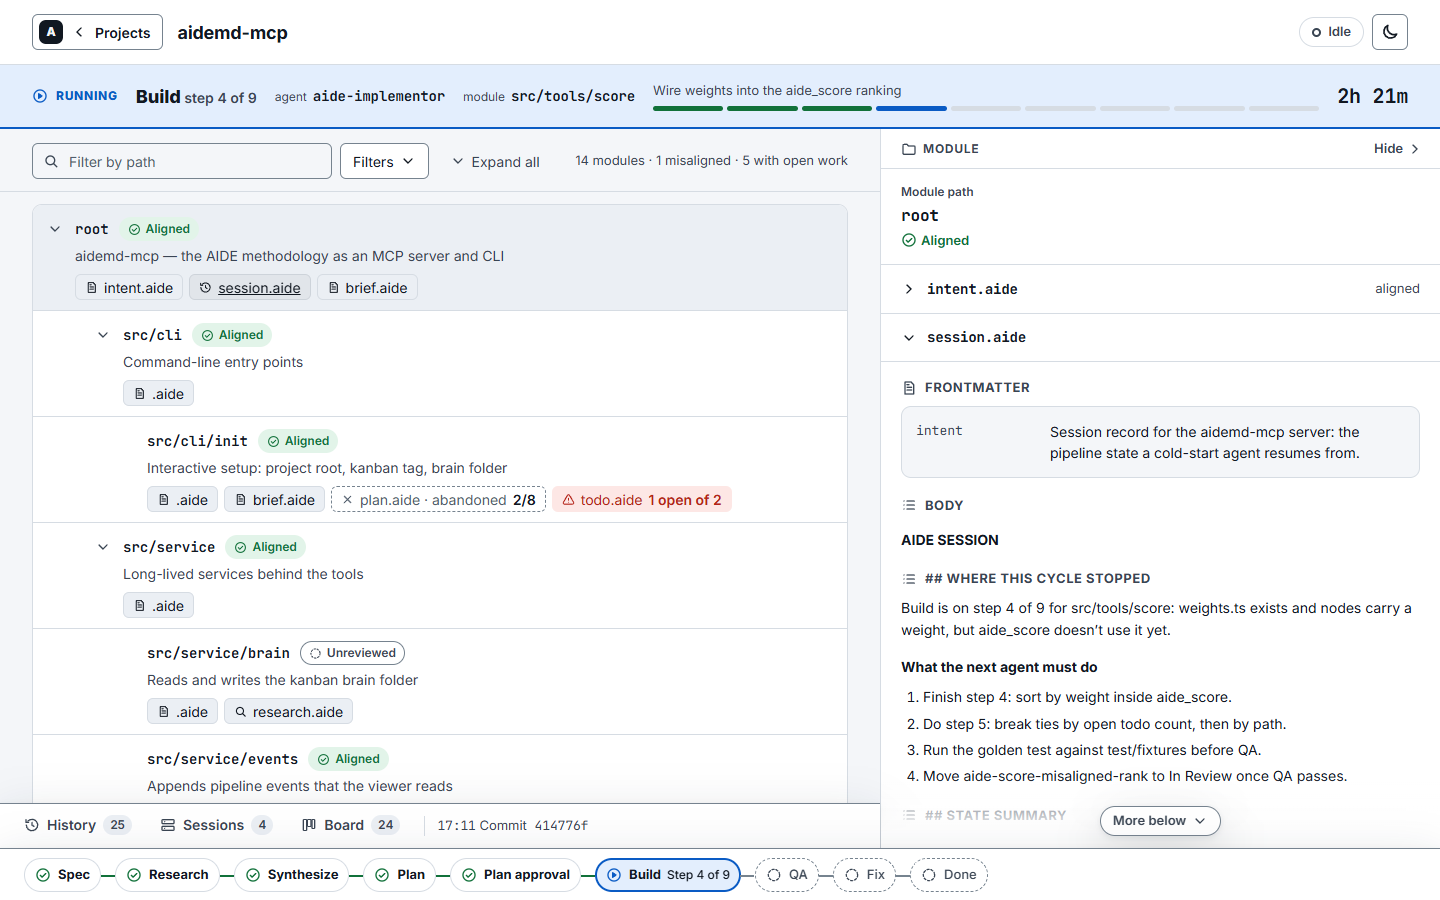 A Projects aidemd-mcp Idle
RUNNING Build step 4 of 9 agent aide-implementor module src/tools/score Wire weights into the aide_score ranking 2h 21m
Filter by path Filters Expand all 14 modules · 1 misaligned · 5 with open work
root Aligned
aidemd-mcp — the AIDE methodology as an MCP server and CLI
intent.aide session.aide brief.aide
src/cli Aligned
Command-line entry points
.aide
src/cli/init Aligned
Interactive setup: project root, kanban tag, brain folder
.aide brief.aide plan.aide · abandoned 2/8 todo.aide 1 open of 2
src/service Aligned
Long-lived services behind the tools
.aide
src/service/brain Unreviewed
Reads and writes the kanban brain folder
.aide research.aide
src/service/events Aligned
Appends pipeline events that the viewer reads
MODULE Hide
Module path
root
Aligned
intent.aide aligned
session.aide
FRONTMATTER
intent Session record for the aidemd-mcp server: the
pipeline state a cold-start agent resumes from.
BODY
AIDE SESSION
## WHERE THIS CYCLE STOPPED
Build is on step 4 of 9 for src/tools/score: weights.ts exists and nodes carry a
weight, but aide_score doesn’t use it yet.
What the next agent must do
1. Finish step 4: sort by weight inside aide_score.
2. Do step 5: break ties by open todo count, then by path.
3. Run the golden test against test/fixtures before QA.
4. Move aide-score-misaligned-rank to In Review once QA passes.
## STATE SUMMARY
More below
History 25 Sessions 4 Board 24 17:11 Commit 414776f
Spec Research Synthesize Plan Plan approval Build Step 4 of 9 QA Fix Done